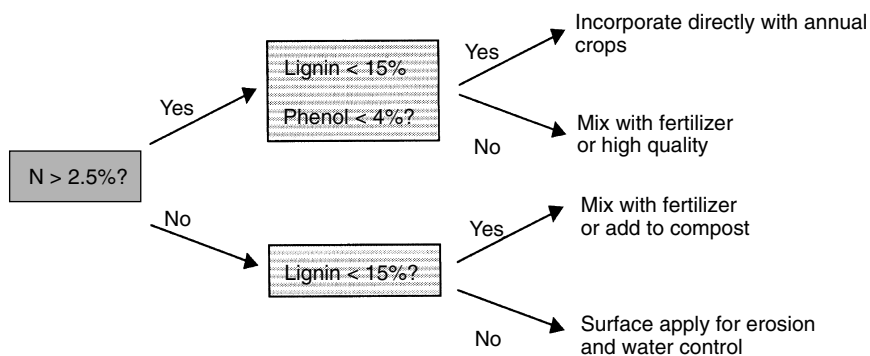 N > 2.5%?
Yes
No
Lignin < 15%
Phenol < 4%?
Lignin < 15%?
Yes
No
Yes
No
Incorporate directly with annual
crops
Mix with fertilizer
or high quality
Mix with fertilizer
or add to compost
Surface apply for erosion
and water control